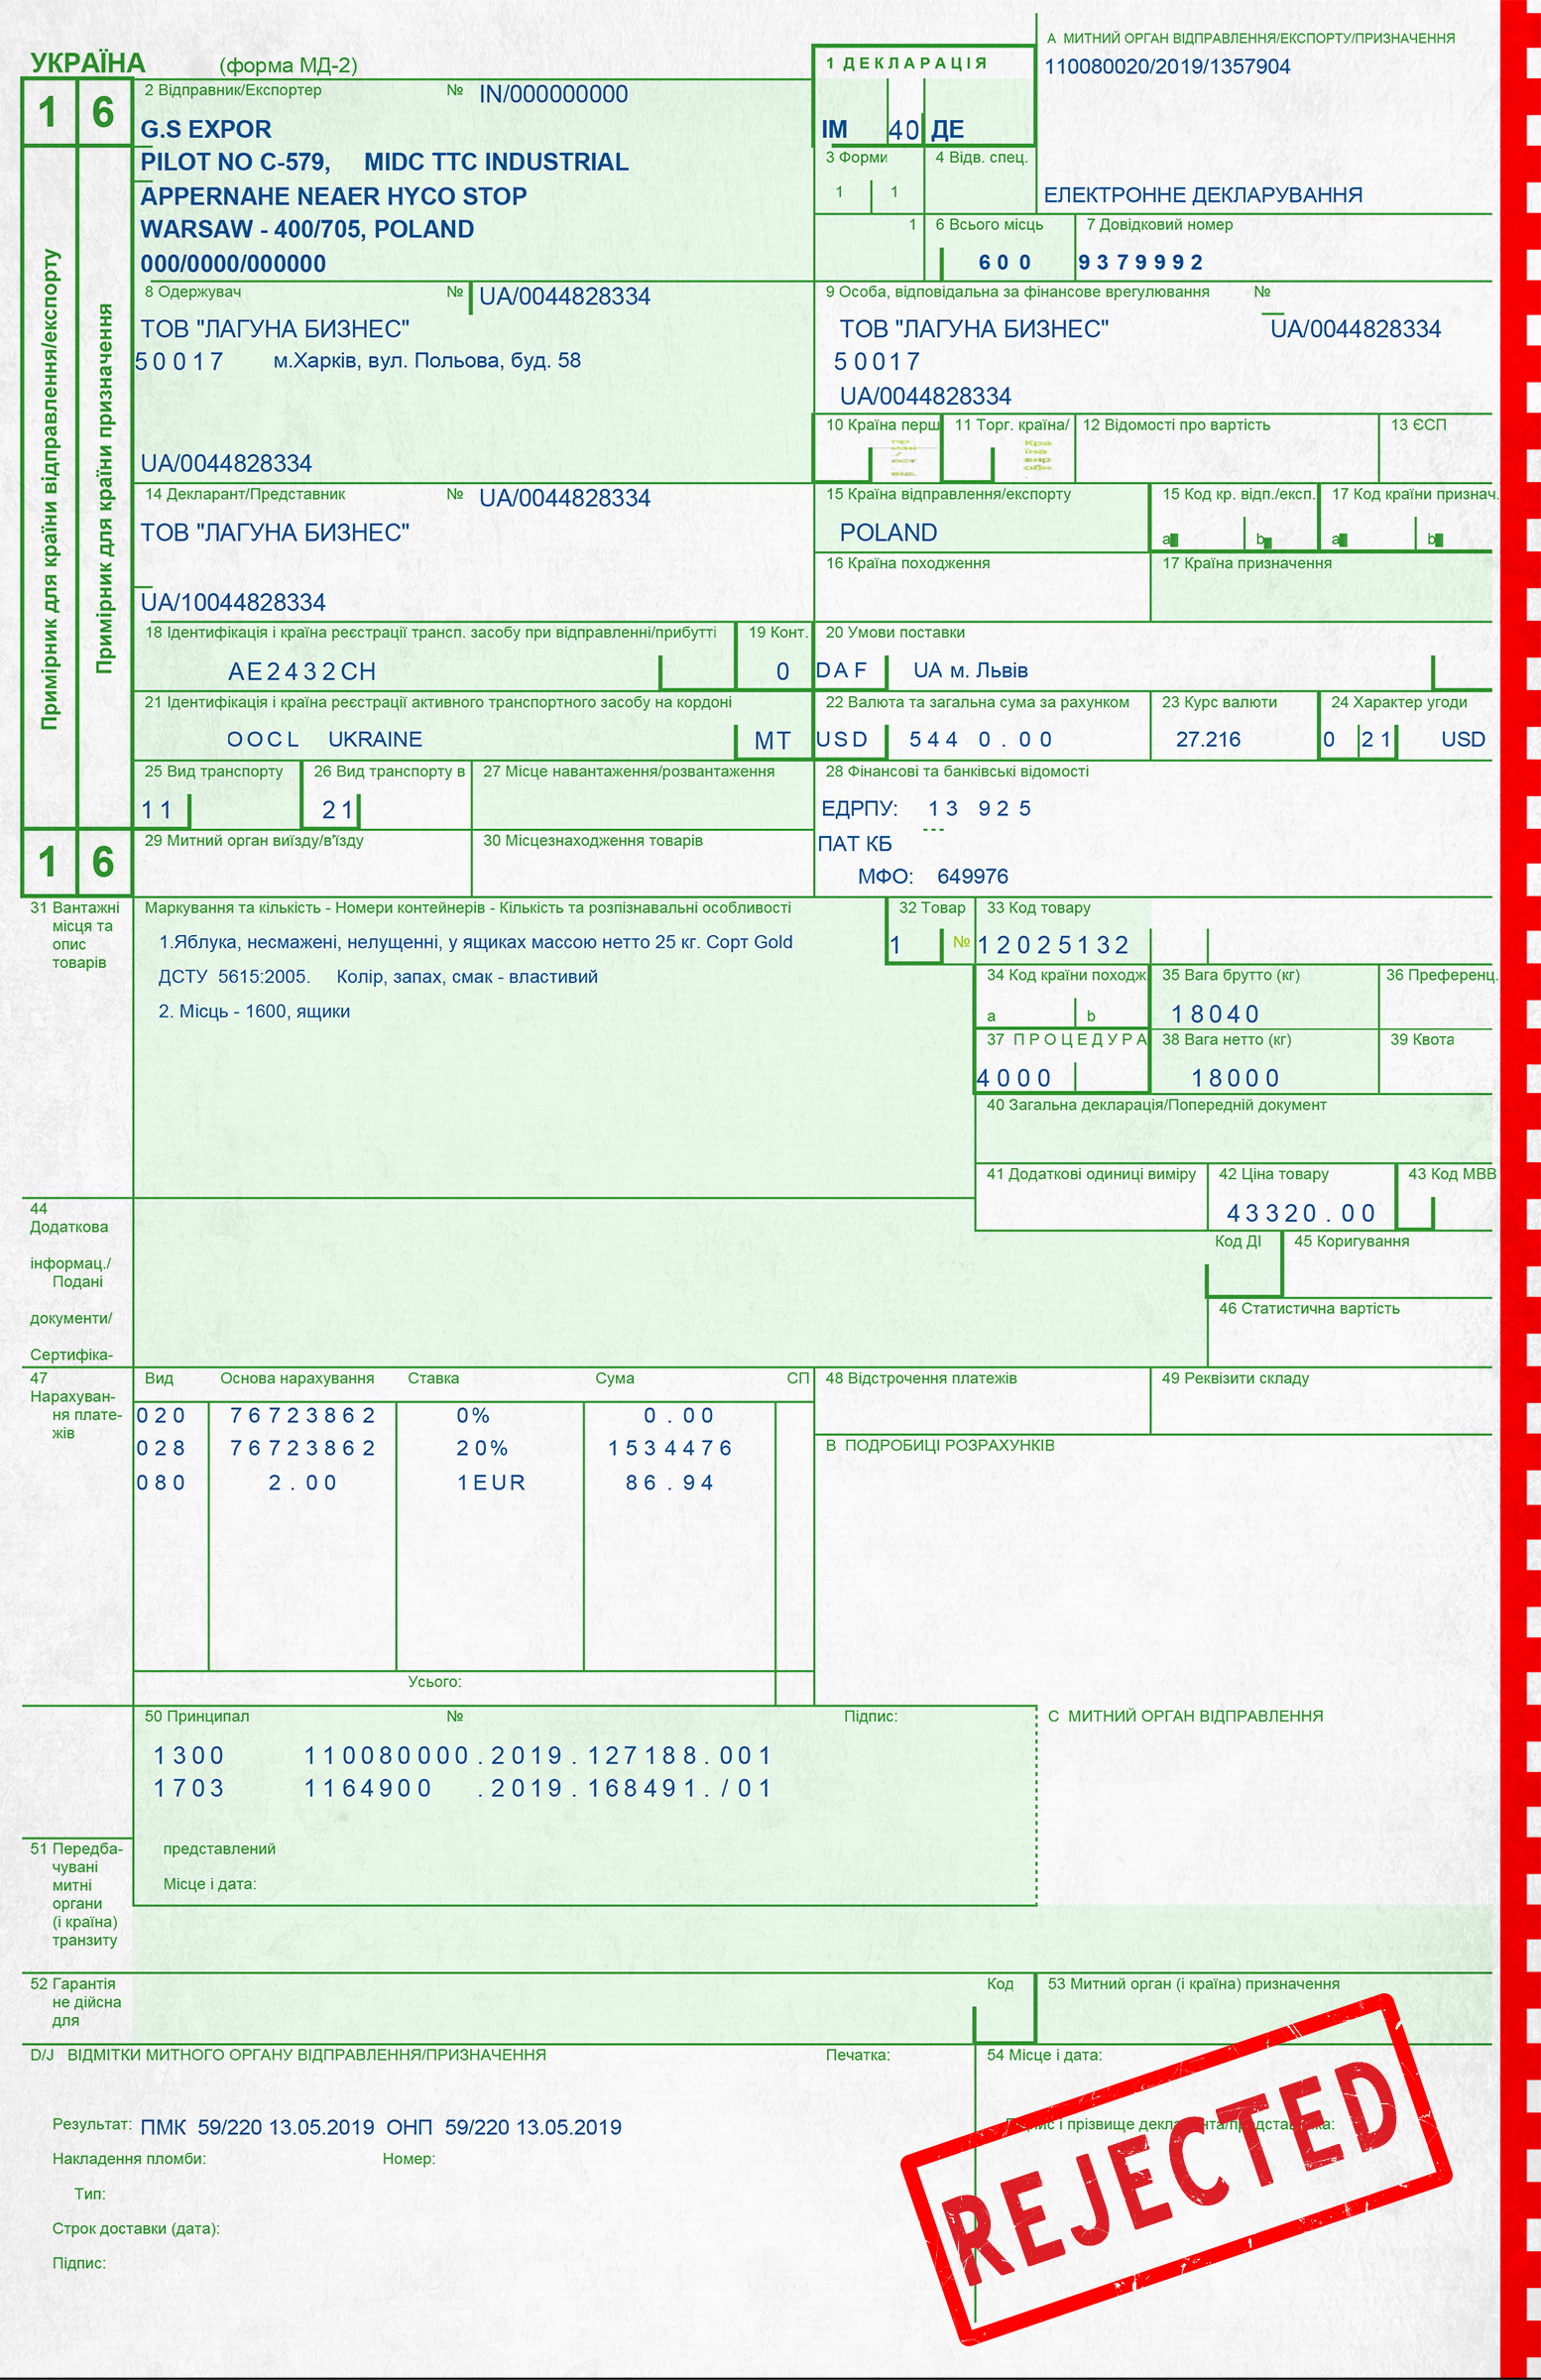 А МИТНИЙ ОРГАН ВІДПРАВЛЕННЯ/ЕКСПОРТУ/ПРИЗНАЧЕННЯ
УКРАЇНА (форма МД-2)
1 ДЕКЛАРАЦІЯ
110080020/2019/1357904
1 6
2 Відправник/Експортер № IN/000000000
G.S EXPOR
ІМ 40 ДЕ
PILOT NO C-579, MIDC TTC INDUSTRIAL
3 Форми 4 Відв. спец.
1 1
APPERNAHE NEAER HYCO STOP
ЕЛЕКТРОННЕ ДЕКЛАРУВАННЯ
WARSAW - 400/705, POLAND
1 6 Всього місць 7 Довідковий номер
000/0000/000000
600 9379992
Примірник для країни відправлення/експорту
Примірник для країни призначення
8 Одержувач № UA/0044828334
9 Особа, відповідальна за фінансове врегулювання №
ТОВ "ЛАГУНА БИЗНЕС"
ТОВ "ЛАГУНА БИЗНЕС" UA/0044828334
50017 м.Харків, вул. Польова, буд. 58
50017
UA/0044828334
10 Країна перш 11 Торг. країна/ 12 Відомості про вартість 13 ЄСП
Кра
їна
вир
обн
UA/0044828334
14 Декларант/Представник № UA/0044828334
15 Країна відправлення/експорту 15 Код кр. відп./експ. 17 Код країни признач.
ТОВ "ЛАГУНА БИЗНЕС"
POLAND
a b a b
16 Країна походження 17 Країна призначення
UA/10044828334
18 Ідентифікація і країна реєстрації трансп. засобу при відправленні/прибутті 19 Конт. 20 Умови поставки
AE2432CH 0 DAF UA м. Львів
21 Ідентифікація і країна реєстрації активного транспортного засобу на кордоні 22 Валюта та загальна сума за рахунком 23 Курс валюти 24 Характер угоди
OOCL UKRAINE MT USD 544 0.00 27.216 0 21 USD
25 Вид транспорту 26 Вид транспорту в 27 Місце навантаження/розвантаження 28 Фінансові та банківські відомості
11 21 ЕДРПУ: 13 925
1 6
29 Митний орган виїзду/в'їзду 30 Місцезнаходження товарів
ПАТ КБ
МФО: 649976
31 Вантажні
місця та
опис
товарів
Маркування та кількість - Номери контейнерів - Кількість та розпізнавальні особливості
32 Товар 33 Код товару
1.Яблука, несмажені, нелущенні, у ящиках массою нетто 25 кг. Сорт Gold
1 № 12025132
ДСТУ 5615:2005. Колір, запах, смак - властивий
34 Код країни походж 35 Вага брутто (кг) 36 Преференц.
2. Місць - 1600, ящики
a b 18040
37 ПРОЦЕДУРА 38 Вага нетто (кг) 39 Квота
4000 18000
40 Загальна декларація/Попередній документ
41 Додаткові одиниці виміру 42 Ціна товару 43 Код МВВ
43320.00
44
Додаткова
інформац./
Подані
документи/
Сертифіка-
Код ДІ 45 Коригування
46 Статистична вартість
47
Нарахуван-
ня плате-
жів
Вид Основа нарахування Ставка Сума СП 48 Відстрочення платежів 49 Реквізити складу
020 76723862 0% 0.00
028 76723862 20% 1534476
В ПОДРОБИЦІ РОЗРАХУНКІВ
080 2.00 1EUR 86.94
Усього:
50 Принципал № Підпис: С МИТНИЙ ОРГАН ВІДПРАВЛЕННЯ
1300 110080000.2019.127188.001
1703 1164900 .2019.168491./01
51 Передба-
чувані
митні
органи
(і країна)
транзиту
представлений
Місце і дата:
52 Гарантія
не дійсна
для
Код 53 Митний орган (і країна) призначення
D/J ВІДМІТКИ МИТНОГО ОРГАНУ ВІДПРАВЛЕННЯ/ПРИЗНАЧЕННЯ Печатка: 54 Місце і дата:
Результат: ПМК 59/220 13.05.2019 ОНП 59/220 13.05.2019
Підпис і прізвище декларанта/представника:
Накладення пломби: Номер:
Тип:
Строк доставки (дата):
Підпис:
REJECTED